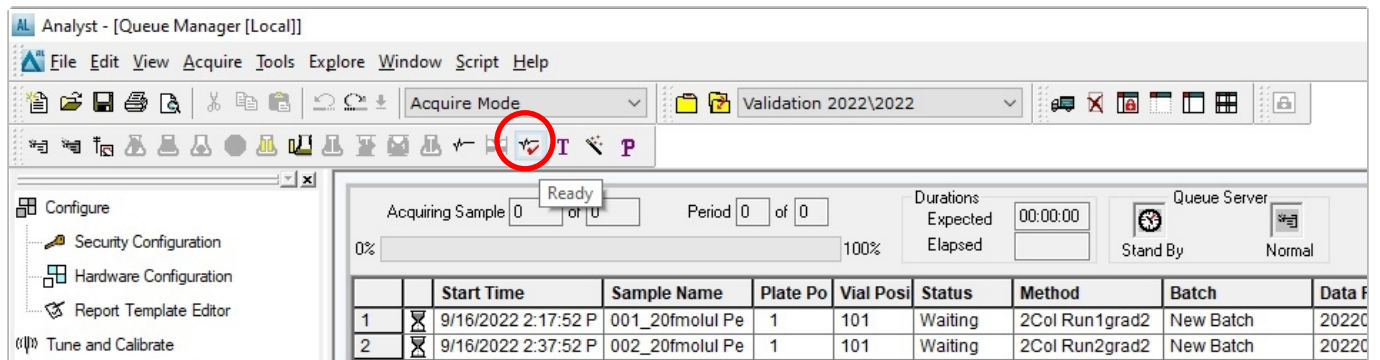 AL Analyst - [Queue Manager [Local]]
File Edit View Acquire Tools Explore Window Script Help
Acquire Mode Validation 2022\2022
T P
Ready
Configure
Security Configuration
Hardware Configuration
Report Template Editor
Tune and Calibrate
Acquiring Sample 0 of 0 Period 0 of 0
Durations
Expected 00:00:00
Elapsed
Queue Server
Stand By Normal
0% 100%
Start Time Sample Name Plate Po Vial Posi Status Method Batch Data F
1 9/16/2022 2:17:52 P 001_20fmolul Pe 1 101 Waiting 2Col Run1grad2 New Batch 20220
2 9/16/2022 2:37:52 P 002_20fmolul Pe 1 101 Waiting 2Col Run2grad2 New Batch 20220